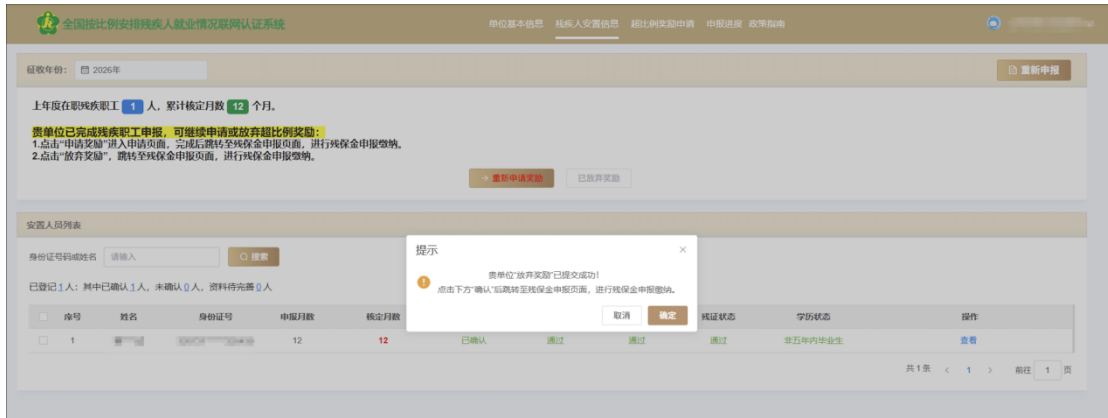 全国按比例安排残疾人就业情况联网认证系统
单位基本信息 残疾人安置信息 超比例奖励申请 申报进度 政策指南
征收年份: 2026年 重新申报
上年度在职残疾职工 1 人, 累计核定月数 12 个月。
贵单位已完成残疾职工申报, 可继续申请或放弃超比例奖励:
1.点击“申请奖励”进入申请页面, 完成后跳转至残保金申报页面, 进行残保金申报缴纳。
2.点击“放弃奖励”, 跳转至残保金申报页面, 进行残保金申报缴纳。
→ 重新申请奖励 已放弃奖励
安置人员列表
身份证号码或姓名 请输入 搜索
已登记1人: 其中已确认1人, 未确认0人, 资料待完善0人
提示
贵单位“放弃奖励”已提交成功!
点击下方“确认”后跳转至残保金申报页面, 进行残保金申报缴纳。
取消 确定
序号 姓名 身份证号 申报月数 核定月数 残证状态 学历状态 操作
1 12 12 已确认 通过 通过 通过 非五年内毕业生 查看
共1条 < 1 > 前往 1 页